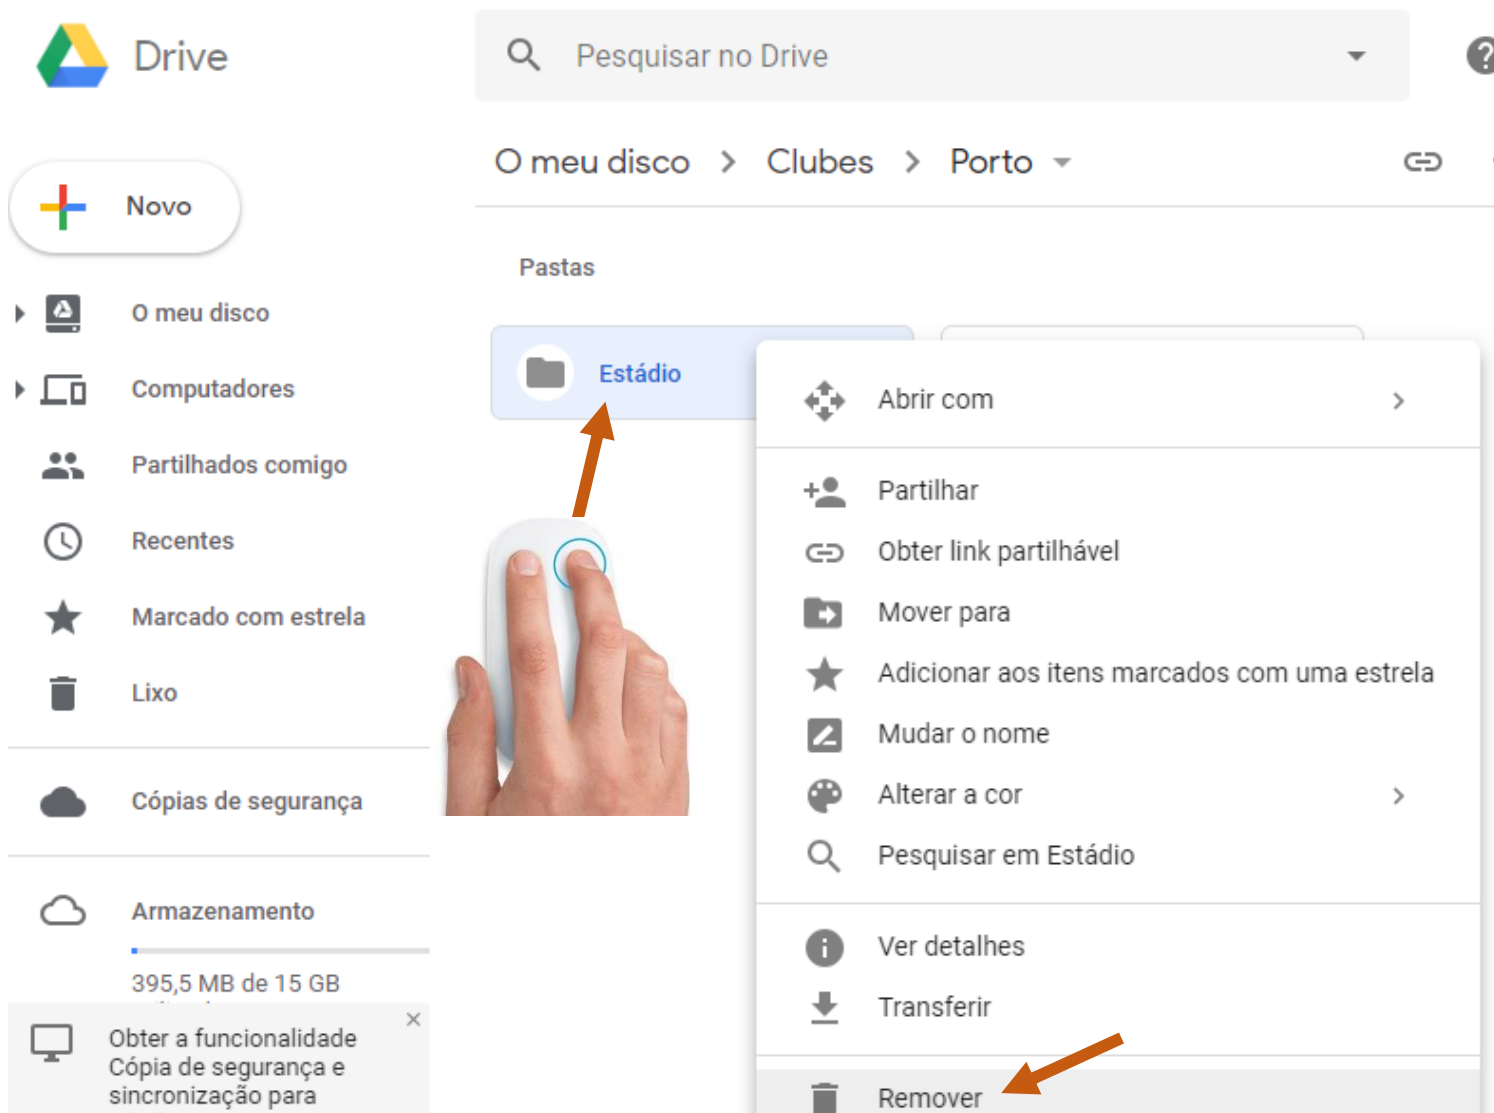 Drive
Pesquisar no Drive
O meu disco > Clubes > Porto
Novo
Pastas
O meu disco
Computadores
Partilhados comigo
Recentes
Marcado com estrela
Lixo
Cópias de segurança
Armazenamento
395,5 MB de 15 GB
Obter a funcionalidade
Cópia de segurança e
sincronização para
Estádio
Abrir com
Partilhar
Obter link partilhável
Mover para
Adicionar aos itens marcados com uma estrela
Mudar o nome
Alterar a cor
Pesquisar em Estádio
Ver detalhes
Transferir
Remover